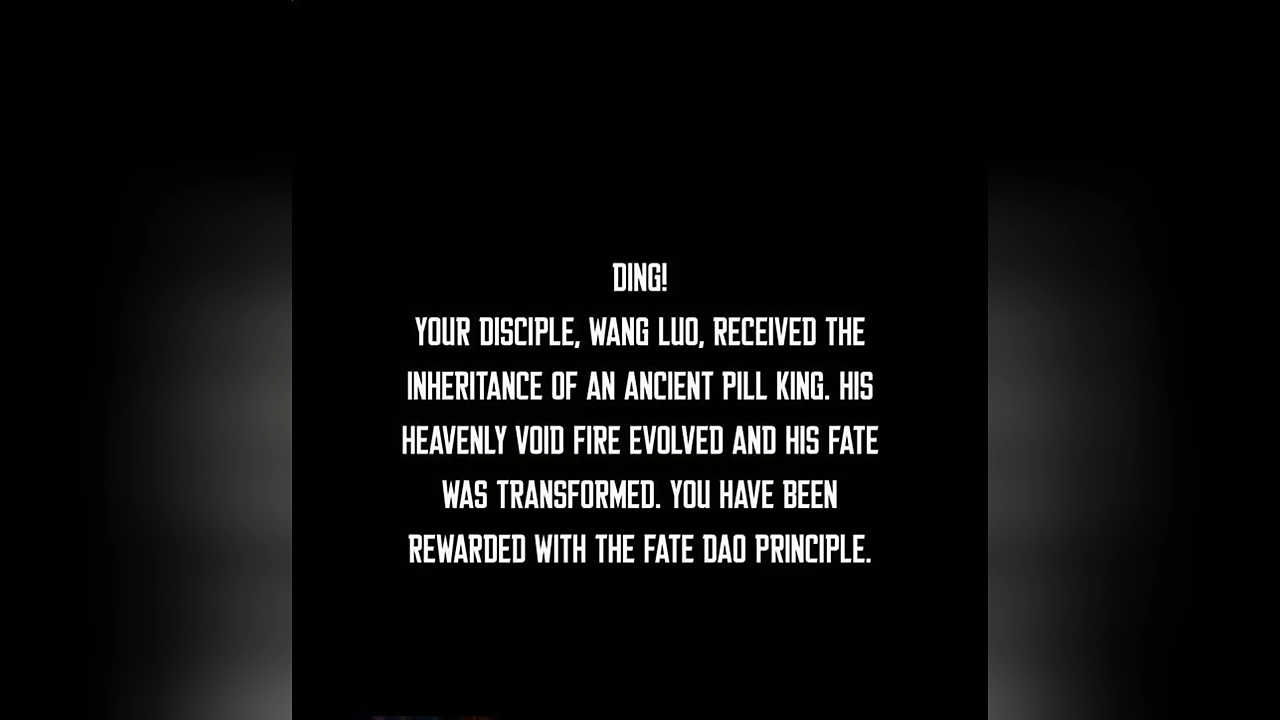 DING!
YOUR DISCIPLE, WANG LUO, RECEIVED THE
INHERITANCE OF AN ANCIENT PILL KING. HIS
HEAVENLY VOID FIRE EVOLVED AND HIS FATE
WAS TRANSFORMED. YOU HAVE BEEN
REWARDED WITH THE FATE DAO PRINCIPLE.